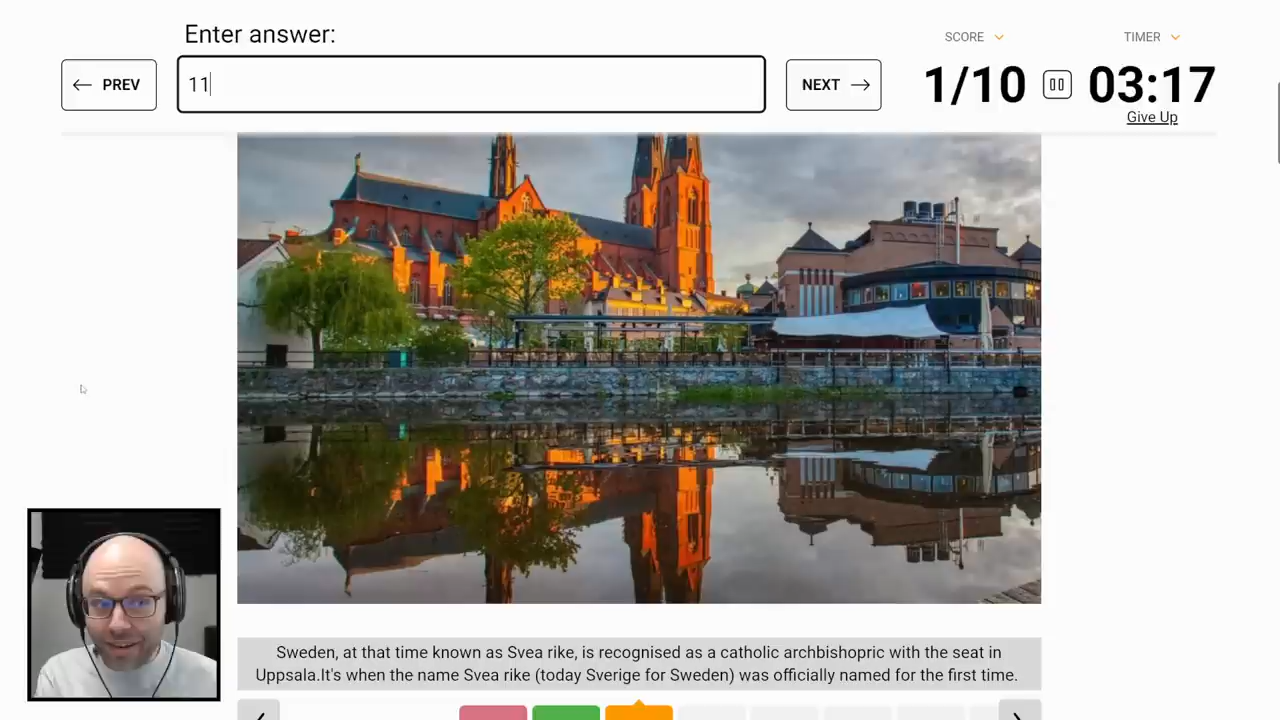 Enter answer:
SCORE
TIMER
PREV
11
NEXT
1/10
03:17
Give Up
Sweden, at that time known as Svea rike, is recognised as a catholic archbishopric with the seat in
Uppsala.It's when the name Svea rike (today Sverige for Sweden) was officially named for the first time.